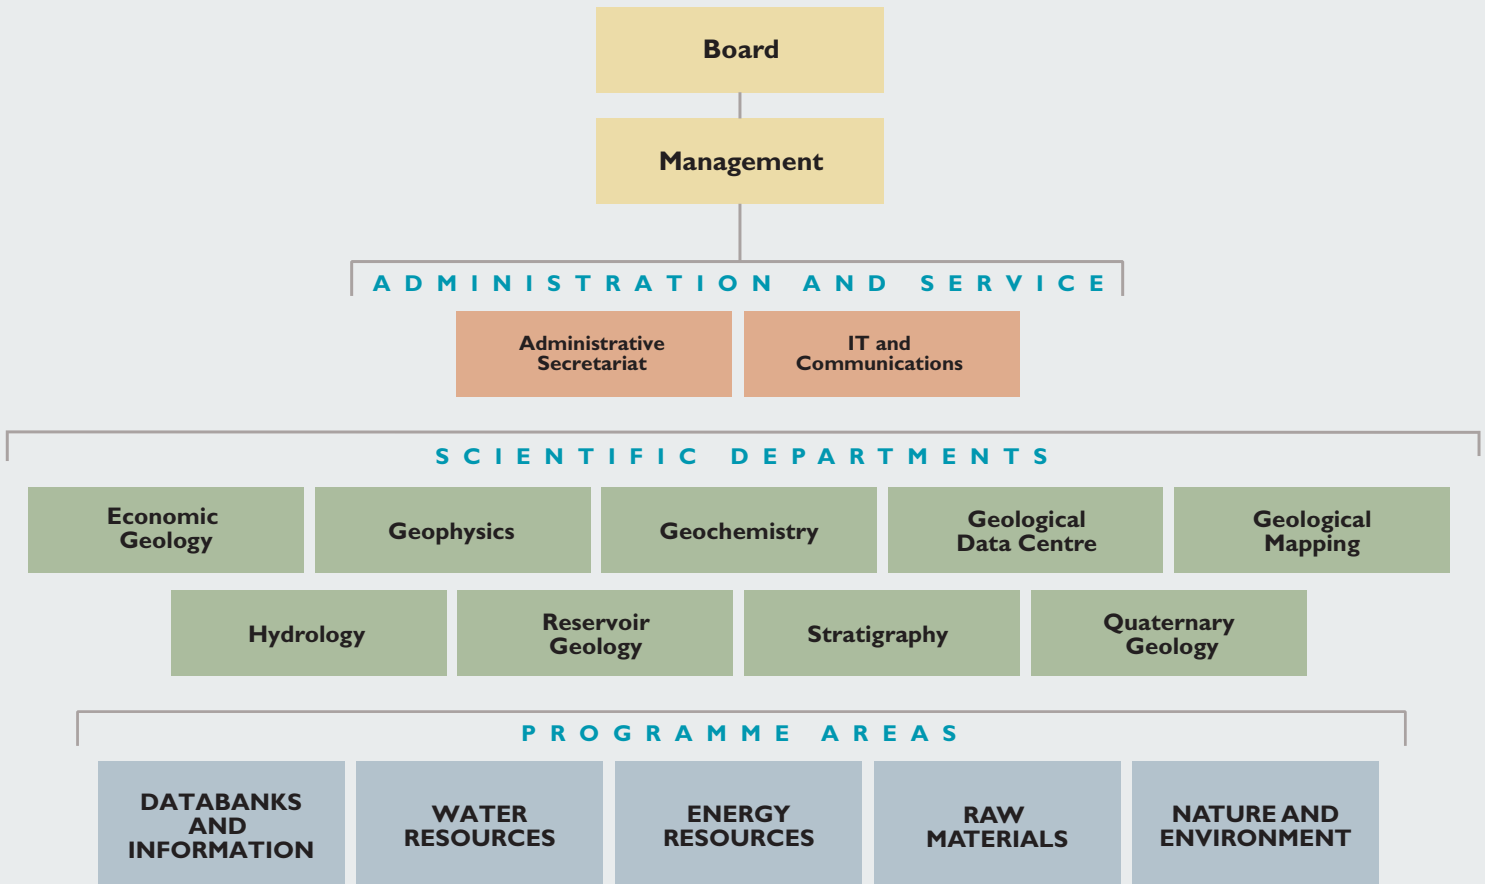 Board
Management
ADMINISTRATION AND SERVICE
Administrative
Secretariat
IT and
Communications
SCIENTIFIC DEPARTMENTS
Economic
Geology
Geophysics
Geochemistry
Geological
Data Centre
Geological
Mapping
Hydrology
Reservoir
Geology
Stratigraphy
Quaternary
Geology
PROGRAMME AREAS
DATABANKS
AND
INFORMATION
WATER
RESOURCES
ENERGY
RESOURCES
RAW
MATERIALS
NATURE AND
ENVIRONMENT